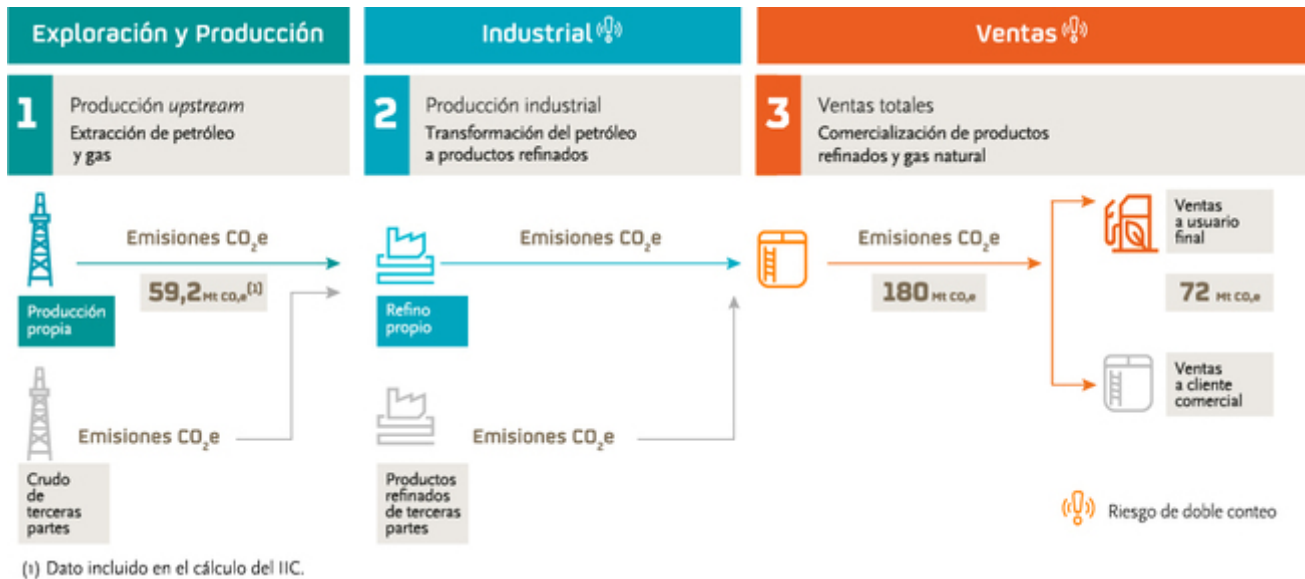 Exploración y Producción
Industrial
Ventas
1
Producción upstream
Extracción de petróleo
y gas
2
Producción industrial
Transformación del petróleo
a productos refinados
3
Ventas totales
Comercialización de productos
refinados y gas natural
Emisiones CO₂e
59,2 Mt CO₂e(1)
Producción
propia
Emisiones CO₂e
Crudo
de
terceras
partes
Emisiones CO₂e
Refino
propio
Emisiones CO₂e
Productos
refinados
de terceras
partes
Emisiones CO₂e
180 Mt CO₂e
Ventas
a usuario
final
72 Mt CO₂e
Ventas
a cliente
comercial
Riesgo de doble conteo
(1) Dato incluido en el cálculo del IIC.